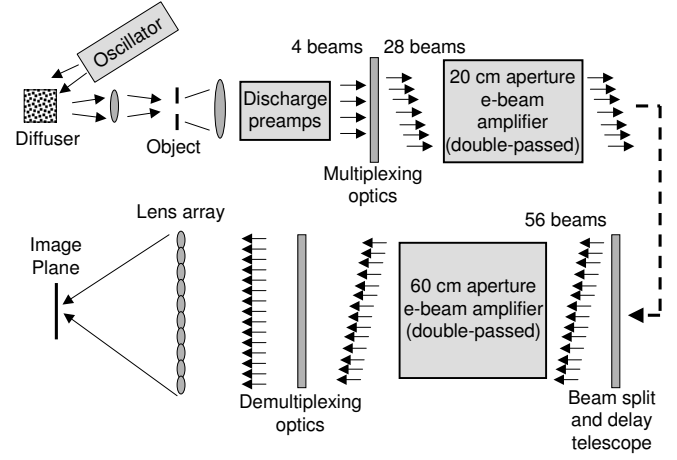 Oscillator
4 beams
28 beams
Diffuser
Object
Discharge
preamps
20 cm aperture
e-beam
amplifier
(double-passed)
Multiplexing
optics
Lens array
Image
Plane
56 beams
60 cm aperture
e-beam amplifier
(double-passed)
Demultiplexing
optics
Beam split
and delay
telescope